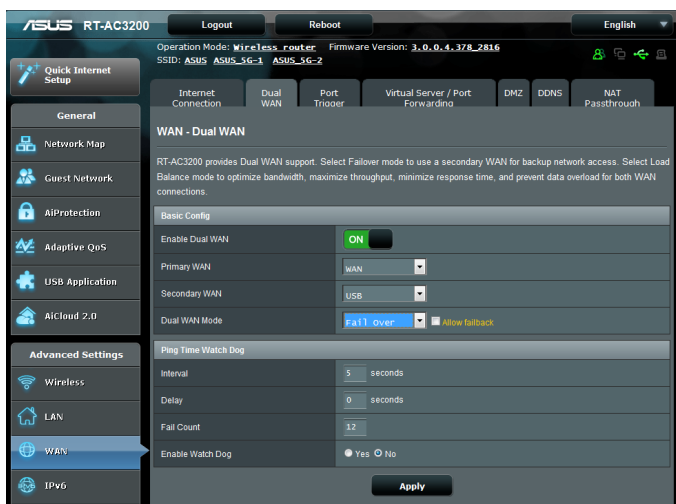 ASUS RT-AC3200 Logout Reboot English
Operation Mode: Wireless router Firmware Version: 3.0.0.4.378_2816
SSID: ASUS ASUS_5G-1 ASUS_5G-2
Quick Internet
Setup
General
Network Map
Guest Network
AiProtection
Adaptive QoS
USB Application
AiCloud 2.0
Advanced Settings
Wireless
LAN
WAN
IPv6
Internet
Connection
Dual
WAN
Port
Trigger
Virtual Server / Port
Forwarding
DMZ
DDNS
NAT
Passthrough
WAN - Dual WAN
RT-AC3200 provides Dual WAN support. Select Failover mode to use a secondary WAN for backup network access. Select Load
Balance mode to optimize bandwidth, maximize throughput, minimize response time, and prevent data overload for both WAN
connections.
Basic Config
Enable Dual WAN ON
Primary WAN WAN
Secondary WAN USB
Dual WAN Mode Fail Over Allow failback
Ping Time Watch Dog
Interval 5 seconds
Delay 0 seconds
Fail Count 12
Enable Watch Dog Yes No
Apply